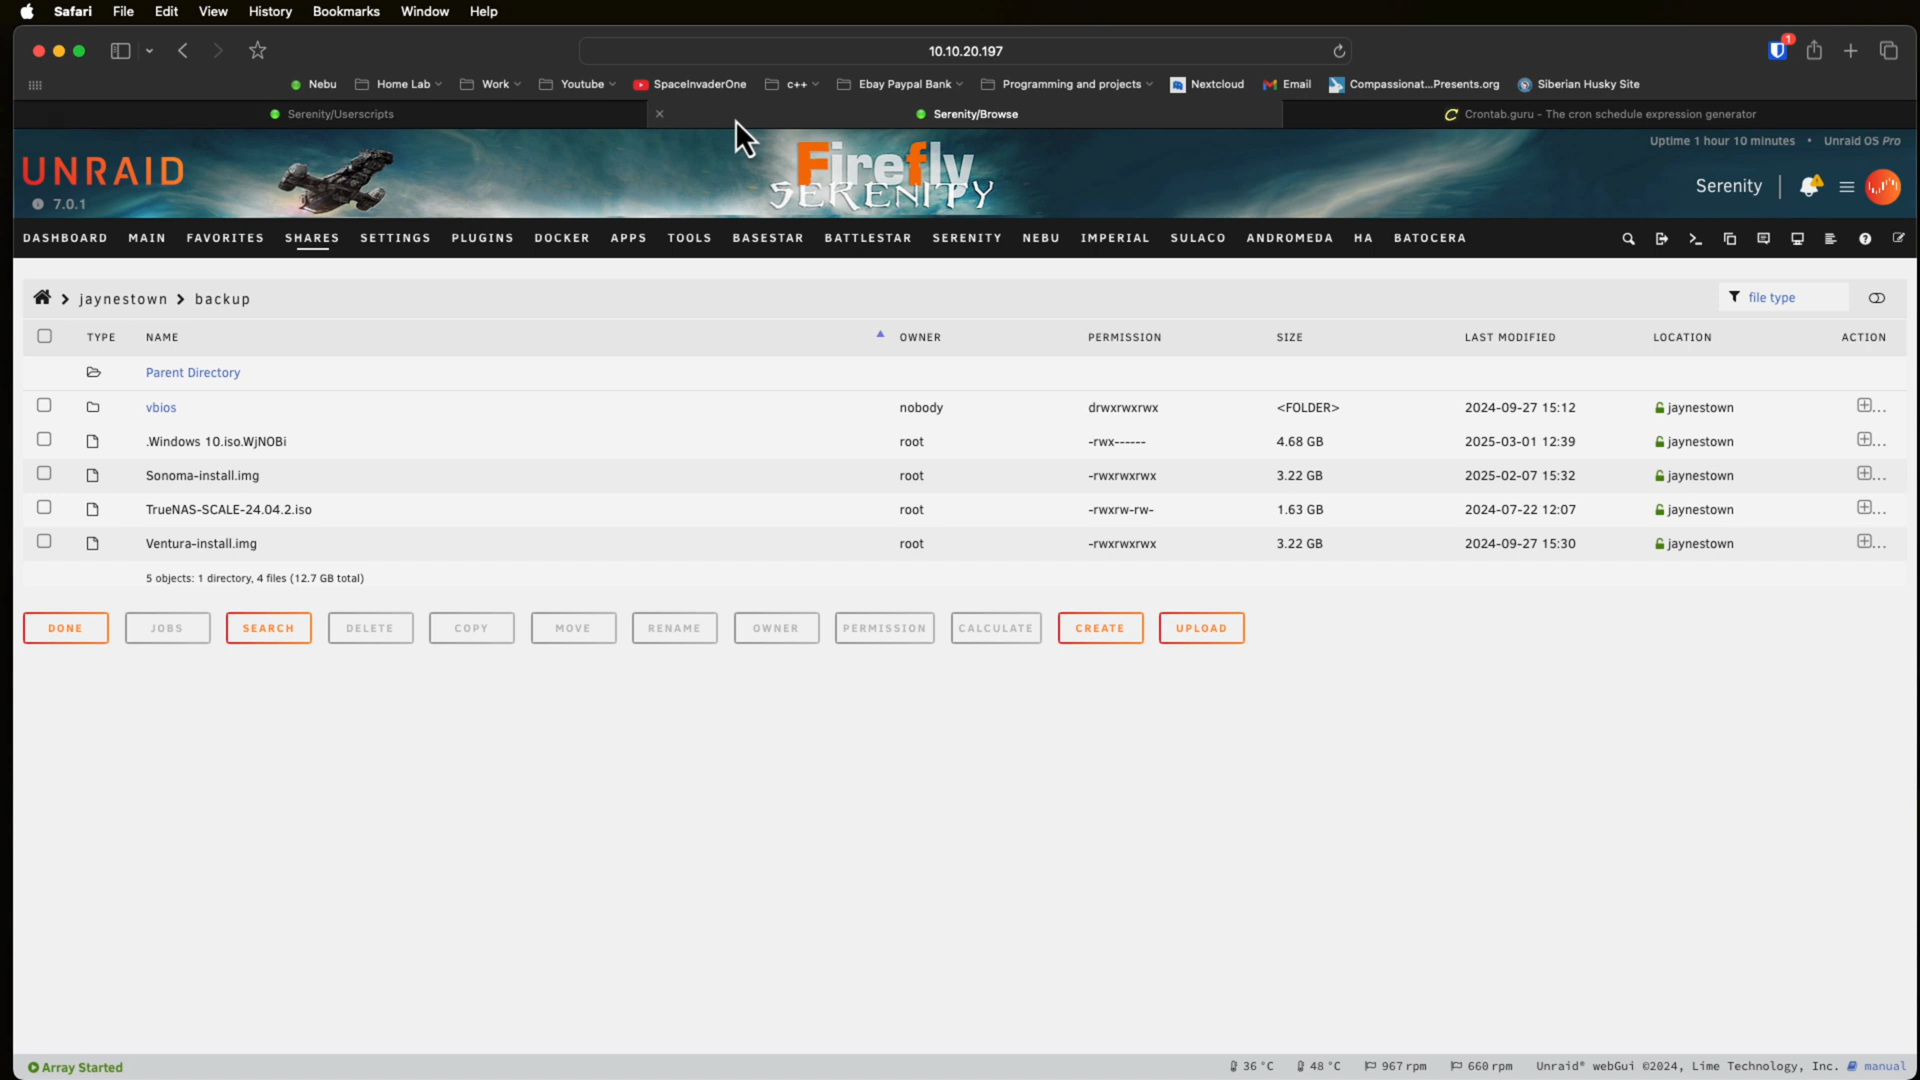 Safari File Edit View History Bookmarks Window Help
10.10.20.197
1
Nebu Home Lab Work Youtube SpaceInvaderOne c++ Ebay Paypal Bank Programming and projects Nextcloud Email Compassionat...Presents.org Siberian Husky Site
Serenity/Userscripts Serenity/Browse Crontab.guru - The cron schedule expression generator
Uptime 1 hour 10 minutes • Unraid OS Pro
UNRAID
7.0.1
Firefly
SERENITY
Serenity
DASHBOARD MAIN FAVORITES SHARES SETTINGS PLUGINS DOCKER APPS TOOLS BASESTAR BATTLESTAR SERENITY NEBU IMPERIAL SULACO ANDROMEDA HA BATOCERA
jaynestown > backup
file type
TYPE NAME OWNER PERMISSION SIZE LAST MODIFIED LOCATION ACTION
Parent Directory
vbios nobody drwxrwxrwx <FOLDER> 2024-09-27 15:12 jaynestown ...
.Windows 10.iso.WjNOBi root -rwx------ 4.68 GB 2025-03-01 12:39 jaynestown ...
Sonoma-install.img root -rwxrwxrwx 3.22 GB 2025-02-07 15:32 jaynestown ...
TrueNAS-SCALE-24.04.2.iso root -rwxrw-rw- 1.63 GB 2024-07-22 12:07 jaynestown ...
Ventura-install.img root -rwxrwxrwx 3.22 GB 2024-09-27 15:30 jaynestown ...
5 objects: 1 directory, 4 files (12.7 GB total)
DONE JOBS SEARCH DELETE COPY MOVE RENAME OWNER PERMISSION CALCULATE CREATE UPLOAD
Array Started 36 °C 48 °C 967 rpm 660 rpm Unraid® webGui ©2024, Lime Technology, Inc. manual